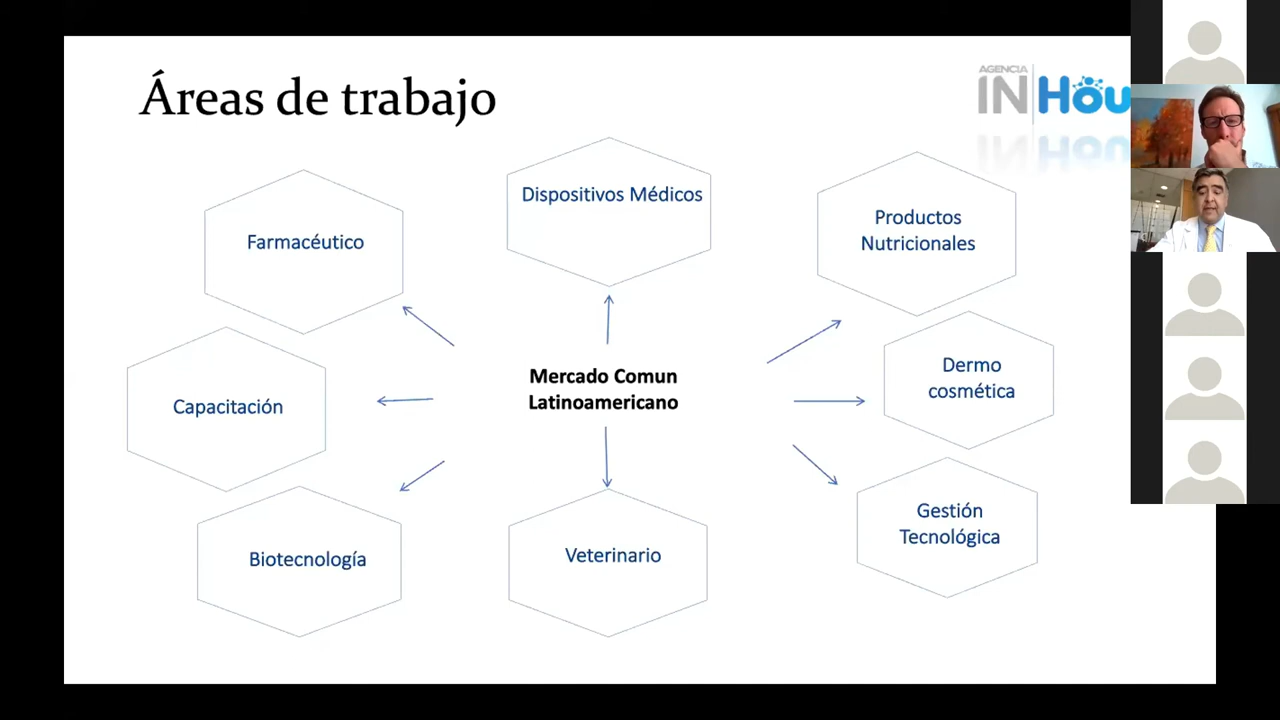 Áreas de trabajo
AGENCIA
IN HOU
Dispositivos Médicos
Farmacéutico
Productos
Nutricionales
Mercado Comun
Latinoamericano
Dermo
cosmética
Capacitación
Gestión
Tecnológica
Biotecnología
Veterinario